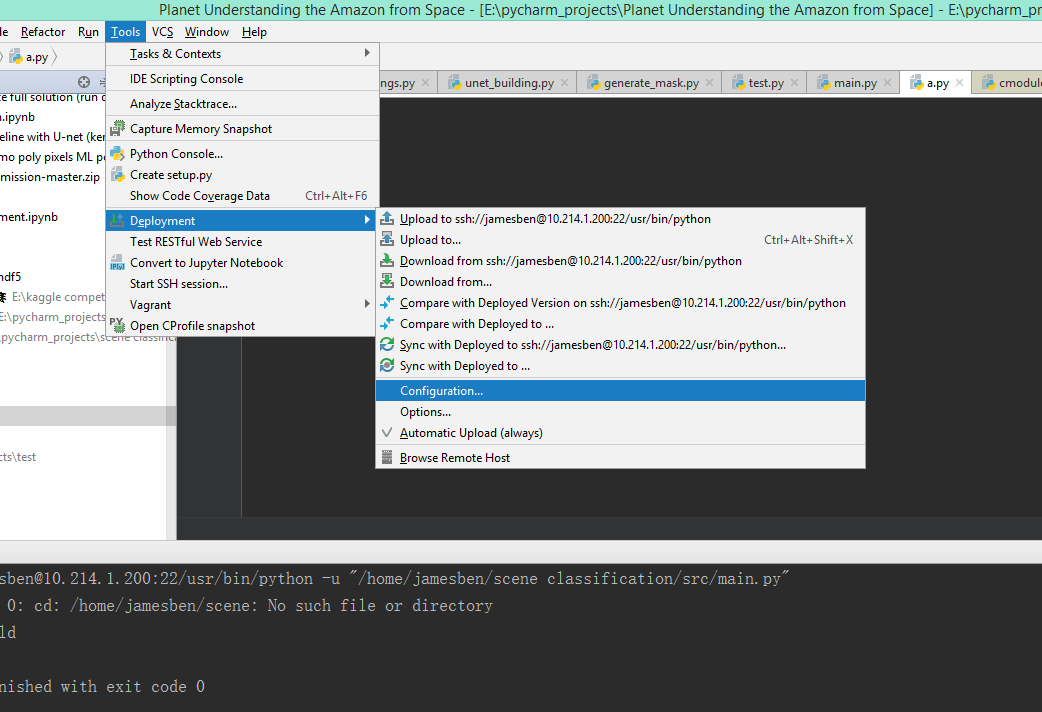 Planet Understanding the Amazon from Space - [E:\pycharm_projects\Planet Understanding the Amazon from Space] - E:\pycharm_pr
le Refactor Run Tools VCS Window Help
a.py
ngs.py unet_building.py generate_mask.py test.py main.py a.py cmodule
Tasks & Contexts
IDE Scripting Console
Analyze Stacktrace...
Capture Memory Snapshot
Python Console...
Create setup.py
Show Code Coverage Data Ctrl+Alt+F6
Deployment
Test RESTful Web Service
Convert to Jupyter Notebook
Start SSH session...
Vagrant
Open CProfile snapshot
Upload to ssh://jamesben@10.214.1.200:22/usr/bin/python
Upload to... Ctrl+Alt+Shift+X
Download from ssh://jamesben@10.214.1.200:22/usr/bin/python
Download from...
Compare with Deployed Version on ssh://jamesben@10.214.1.200:22/usr/bin/python
Compare with Deployed to ...
Sync with Deployed to ssh://jamesben@10.214.1.200:22/usr/bin/python...
Sync with Deployed to ...
Configuration...
Options...
Automatic Upload (always)
Browse Remote Host
e full solution (run o
.ipynb
eline with U-net (ker
mo poly pixels ML po
mission-master.zip
ment.ipynb
hdf5
E:\kaggle compet
E:\pycharm_projects
pycharm_projects\scene classifica
cts\test
sben@10.214.1.200:22/usr/bin/python -u "/home/jamesben/scene classification/src/main.py"
0: cd: /home/jamesben/scene: No such file or directory
ld
nished with exit code 0